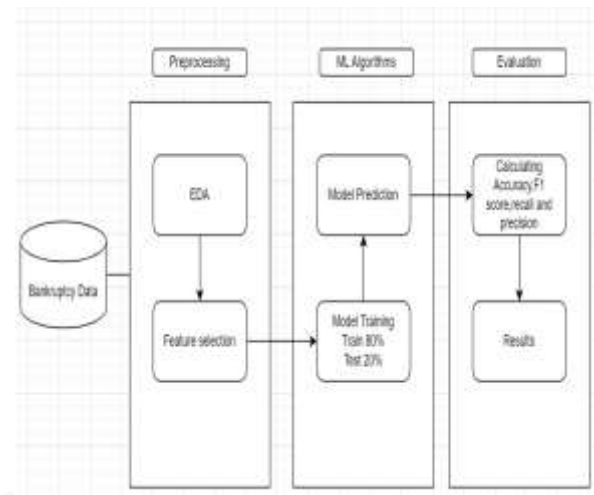 Preprocessing
ML Algorithms
Evaluation
EDA
Model Prediction
Calculating
Accuracy,F1
score,recall and
precision
Bankruptcy Data
Feature selection
Model Training
Train 80%
Test 20%
Results